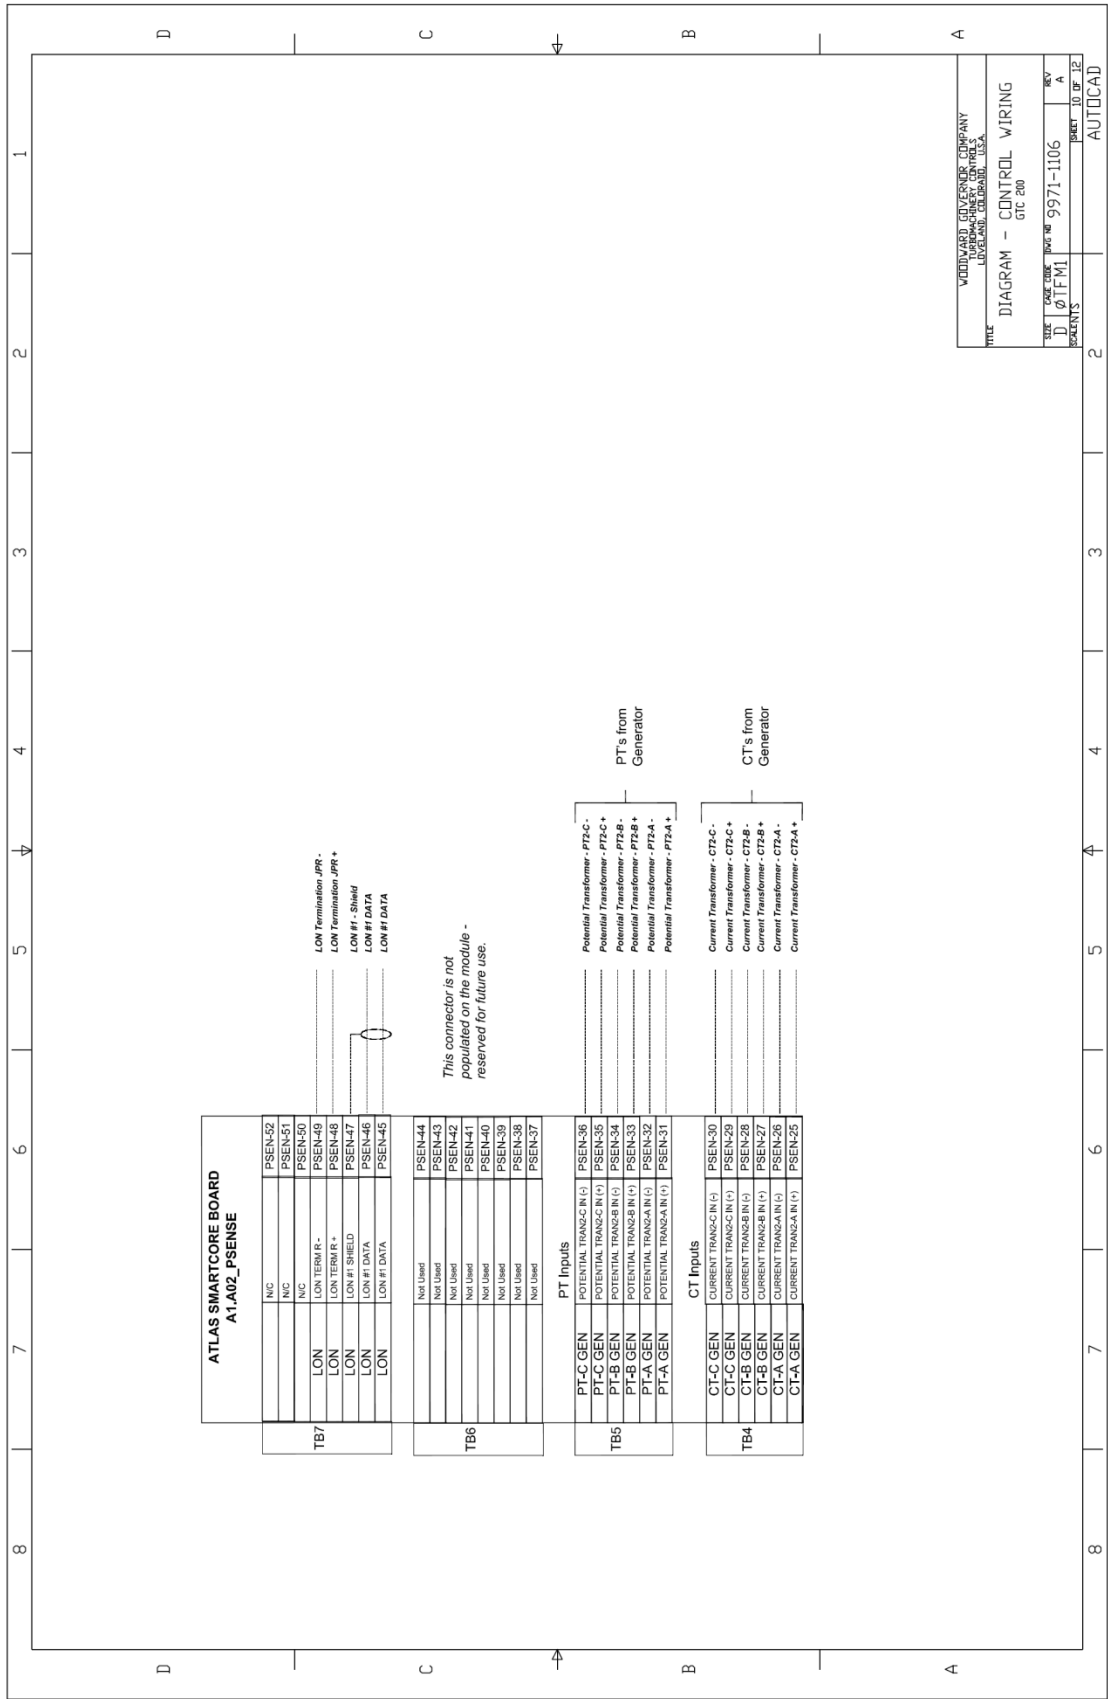 8 7 6 5 4 3 2 1
D
C
B
A
ATLAS SMARTCORE BOARD
A1.A02_PSENSE
TB7
N/C PSEN-52
N/C PSEN-51
N/C PSEN-50
LON LON TERM R - PSEN-49 LON Termination JPR -
LON LON TERM R + PSEN-48 LON Termination JPR +
LON LON #1 SHIELD PSEN-47 LON #1 - Shield
LON LON #1 DATA PSEN-46 LON #1 DATA
LON LON #1 DATA PSEN-45 LON #1 DATA
TB6
Not Used PSEN-44
Not Used PSEN-43
Not Used PSEN-42
Not Used PSEN-41
Not Used PSEN-40
Not Used PSEN-39
Not Used PSEN-38
Not Used PSEN-37
This connector is not
populated on the module -
reserved for future use.
PT Inputs
TB5
PT-C GEN POTENTIAL TRAN2-C IN (-) PSEN-36 Potential Transformer - PT2-C -
PT-C GEN POTENTIAL TRAN2-C IN (+) PSEN-35 Potential Transformer - PT2-C +
PT-B GEN POTENTIAL TRAN2-B IN (-) PSEN-34 Potential Transformer - PT2-B -
PT-B GEN POTENTIAL TRAN2-B IN (+) PSEN-33 Potential Transformer - PT2-B +
PT-A GEN POTENTIAL TRAN2-A IN (-) PSEN-32 Potential Transformer - PT2-A -
PT-A GEN POTENTIAL TRAN2-A IN (+) PSEN-31 Potential Transformer - PT2-A +
PT's from
Generator
CT Inputs
TB4
CT-C GEN CURRENT TRAN2-C IN (-) PSEN-30 Current Transformer - CT2-C -
CT-C GEN CURRENT TRAN2-C IN (+) PSEN-29 Current Transformer - CT2-C +
CT-B GEN CURRENT TRAN2-B IN (-) PSEN-28 Current Transformer - CT2-B -
CT-B GEN CURRENT TRAN2-B IN (+) PSEN-27 Current Transformer - CT2-B +
CT-A GEN CURRENT TRAN2-A IN (-) PSEN-26 Current Transformer - CT2-A -
CT-A GEN CURRENT TRAN2-A IN (+) PSEN-25 Current Transformer - CT2-A +
CT's from
Generator
WOODWARD GOVERNOR COMPANY
TURBOMACHINERY CONTROLS
LOVELAND, COLORADO, U.S.A.
TITLE
DIAGRAM - CONTROL WIRING
GTC 200
SIZE CAGE CODE DWG NO REV
D ØTFM1 9971-1106 A
SCALE NTS SHEET 10 OF 12
D
C
B
A
8 7 6 5 4 3 2
AUTOCAD